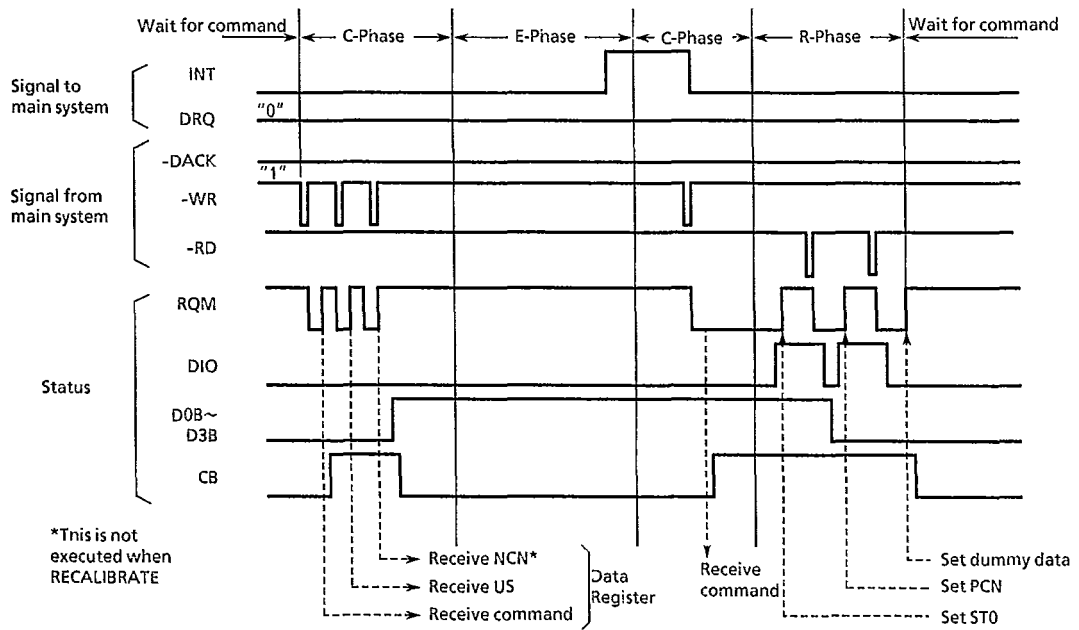 Wait for command
C-Phase
E-Phase
C-Phase
R-Phase
Wait for command
Signal to
main system
INT
DRQ
"0"
-DACK
"1"
Signal from
main system
-WR
-RD
Status
RQM
DIO
D0B~
D3B
CB
*Tnis is not
executed when
RECALIBRATE
Receive NCN*
Receive US
Receive command
Data
Register
Receive
command
Set dummy data
Set PCN
Set ST0